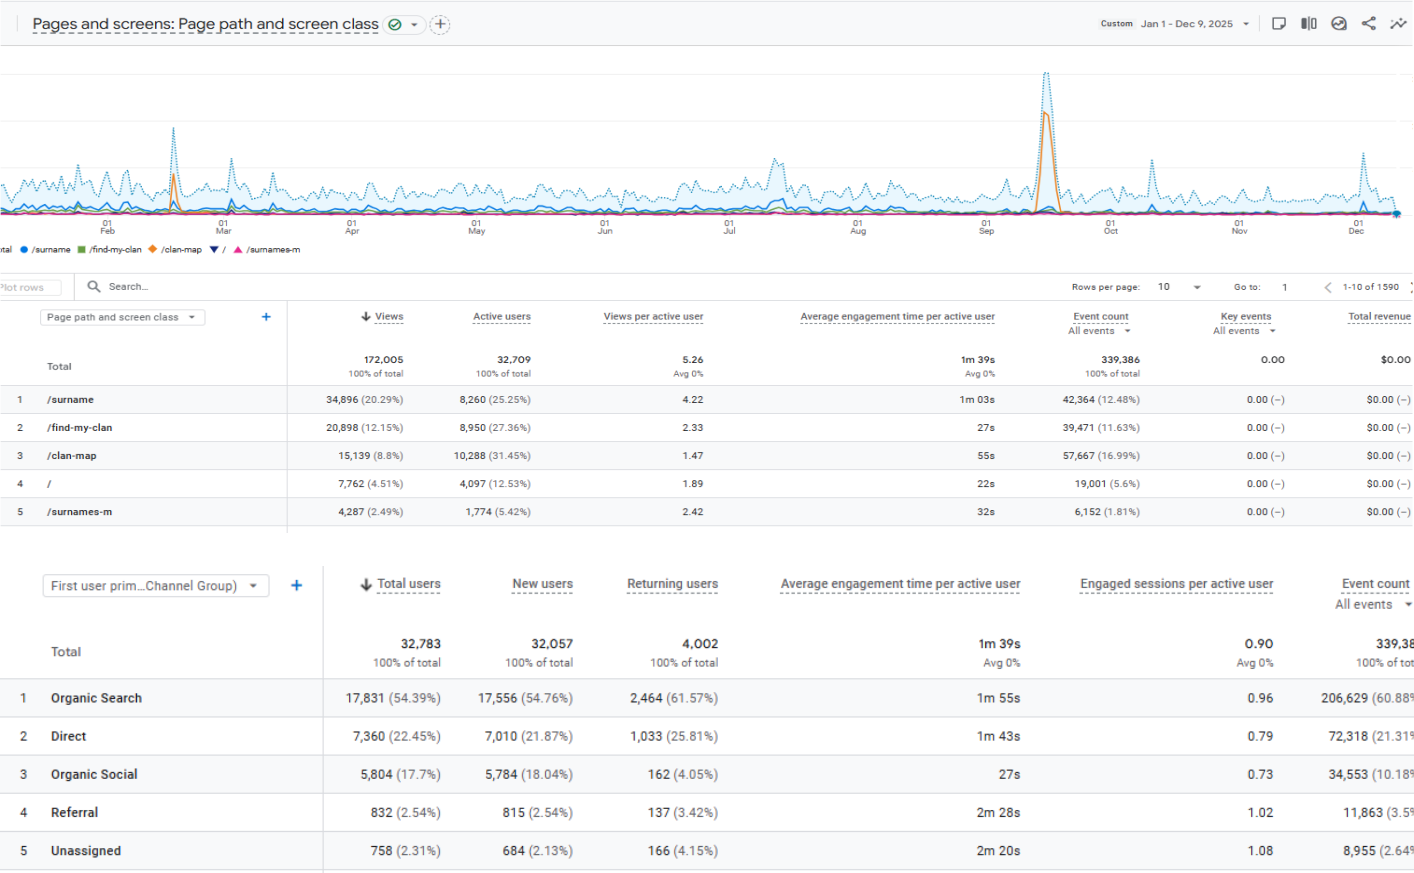 Pages and screens: Page path and screen class
Custom Jan 1 - Dec 9, 2025
01 Feb
01 Mar
01 Apr
01 May
01 Jun
01 Jul
01 Aug
01 Sep
01 Oct
01 Nov
01 Dec
tal /surname /find-my-clan /clan-map / /surnames-m
Plot rows Search... Rows per page: 10 Go to: 1 1-10 of 1590
Page path and screen class + Views Active users Views per active user Average engagement time per active user Event count Key events Total revenue
All events All events
Total 172,005 32,709 5.26 1m 39s 339,386 0.00 $0.00
100% of total 100% of total Avg 0% Avg 0% 100% of total
1 /surname 34,896 (20.29%) 8,260 (25.25%) 4.22 1m 03s 42,364 (12.48%) 0.00 (–) $0.00 (–)
2 /find-my-clan 20,898 (12.15%) 8,950 (27.36%) 2.33 27s 39,471 (11.63%) 0.00 (–) $0.00 (–)
3 /clan-map 15,139 (8.8%) 10,288 (31.45%) 1.47 55s 57,667 (16.99%) 0.00 (–) $0.00 (–)
4 / 7,762 (4.51%) 4,097 (12.53%) 1.89 22s 19,001 (5.6%) 0.00 (–) $0.00 (–)
5 /surnames-m 4,287 (2.49%) 1,774 (5.42%) 2.42 32s 6,152 (1.81%) 0.00 (–) $0.00 (–)
First user prim...Channel Group) + Total users New users Returning users Average engagement time per active user Engaged sessions per active user Event count
All events
Total 32,783 32,057 4,002 1m 39s 0.90 339,38
100% of total 100% of total 100% of total Avg 0% Avg 0% 100% of tot
1 Organic Search 17,831 (54.39%) 17,556 (54.76%) 2,464 (61.57%) 1m 55s 0.96 206,629 (60.88%
2 Direct 7,360 (22.45%) 7,010 (21.87%) 1,033 (25.81%) 1m 43s 0.79 72,318 (21.31%
3 Organic Social 5,804 (17.7%) 5,784 (18.04%) 162 (4.05%) 27s 0.73 34,553 (10.18%
4 Referral 832 (2.54%) 815 (2.54%) 137 (3.42%) 2m 28s 1.02 11,863 (3.5%
5 Unassigned 758 (2.31%) 684 (2.13%) 166 (4.15%) 2m 20s 1.08 8,955 (2.64%